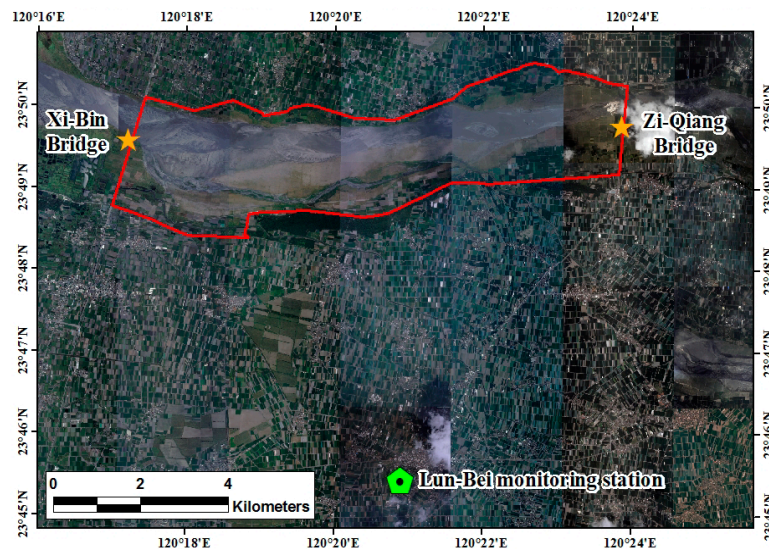 120°16'E 120°18'E 120°20'E 120°22'E 120°24'E
23°50'N
23°49'N
23°48'N
23°47'N
23°46'N
23°45'N
Xi-Bin
Bridge
Zi-Qiang
Bridge
Lun-Bei monitoring station
0 2 4
Kilometers
23°50'N
23°49'N
23°48'N
23°47'N
23°46'N
23°45'N
120°18'E 120°20'E 120°22'E 120°24'E